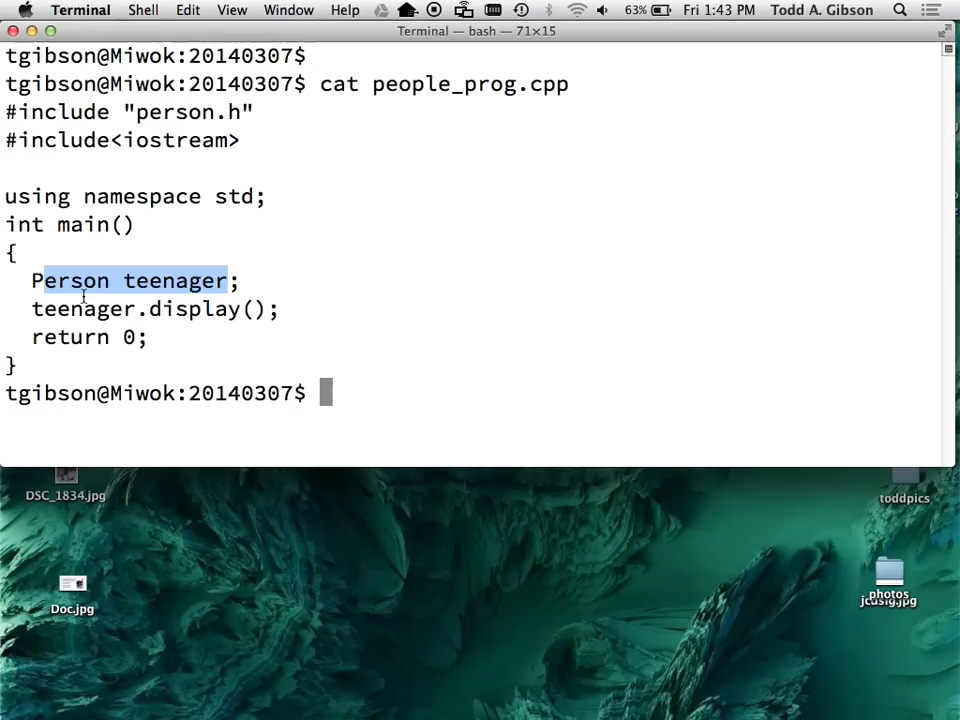 Terminal Shell Edit View Window Help 63% Fri 1:43 PM Todd A. Gibson
Terminal — bash — 71×15
tgibson@Miwok:20140307$
tgibson@Miwok:20140307$ cat people_prog.cpp
#include "person.h"
#include<iostream>
using namespace std;
int main()
{
Person teenager;
teenager.display();
return 0;
}
tgibson@Miwok:20140307$
DSC_1834.jpg
toddpics
Doc.jpg
photos
jcusig.jpg